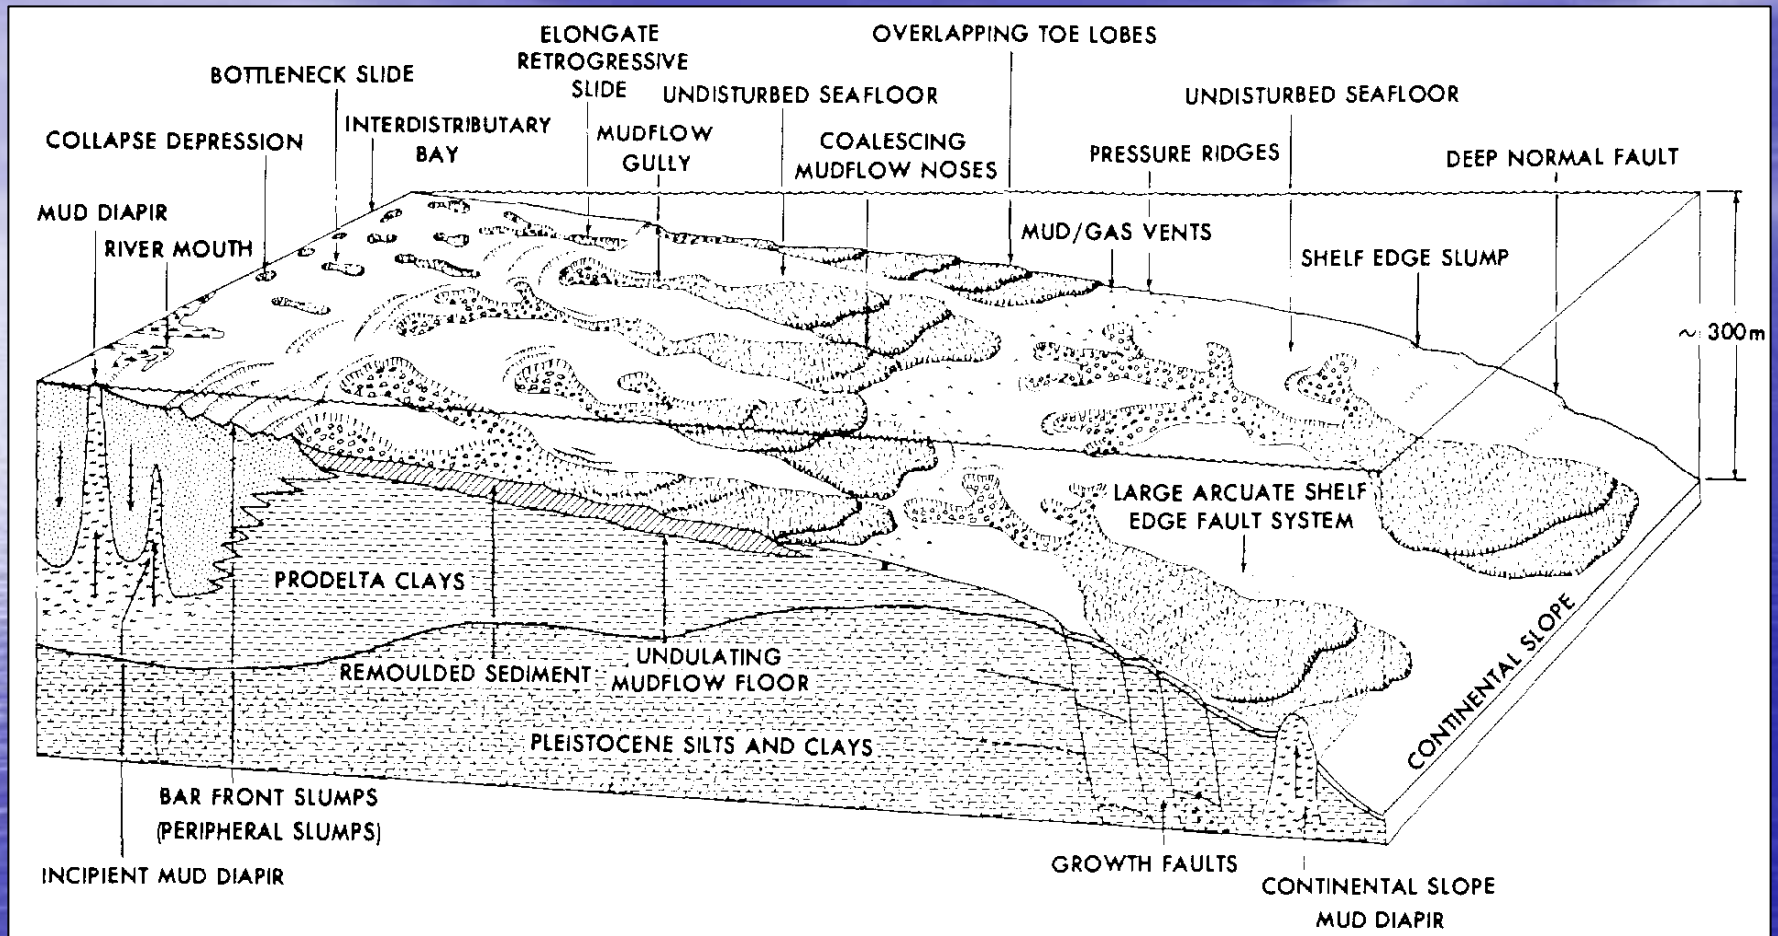 ELONGATE
RETROGRESSIVE
SLIDE
OVERLAPPING TOE LOBES
BOTTLENECK SLIDE
UNDISTURBED SEAFLOOR
UNDISTURBED SEAFLOOR
COLLAPSE DEPRESSION
INTERDISTRIBUTARY
BAY
MUDFLOW
GULLY
COALESCING
MUDFLOW NOSES
PRESSURE RIDGES
DEEP NORMAL FAULT
MUD DIAPIR
RIVER MOUTH
MUD/GAS VENTS
SHELF EDGE SLUMP
~ 300m
LARGE ARCUATE SHELF
EDGE FAULT SYSTEM
PRODELTA CLAYS
REMOULDED SEDIMENT
UNDULATING
MUDFLOW FLOOR
CONTINENTAL SLOPE
PLEISTOCENE SILTS AND CLAYS
BAR FRONT SLUMPS
(PERIPHERAL SLUMPS)
INCIPIENT MUD DIAPIR
GROWTH FAULTS
CONTINENTAL SLOPE
MUD DIAPIR